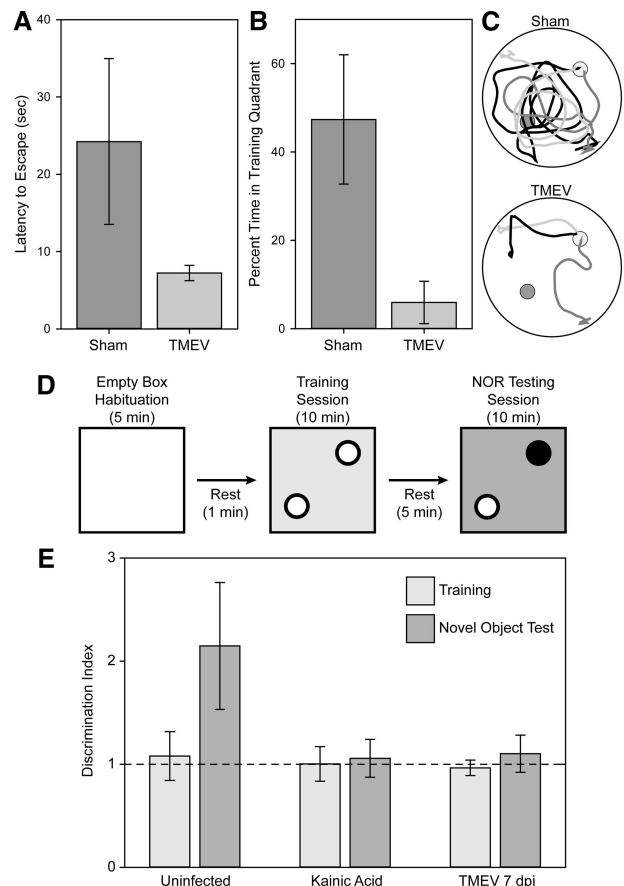 A
Latency to Escape (sec)
40
30
20
10
0
Sham
TMEV
B
Percent Time in Training Quadrant
60
40
20
0
Sham
TMEV
C
Sham
TMEV
D
Empty Box
Habituation
(5 min)
Rest
(1 min)
Training
Session
(10 min)
Rest
(5 min)
NOR Testing
Session
(10 min)
E
Discrimination Index
3
2
1
0
Training
Novel Object Test
Uninfected
Kainic Acid
TMEV 7 dpi